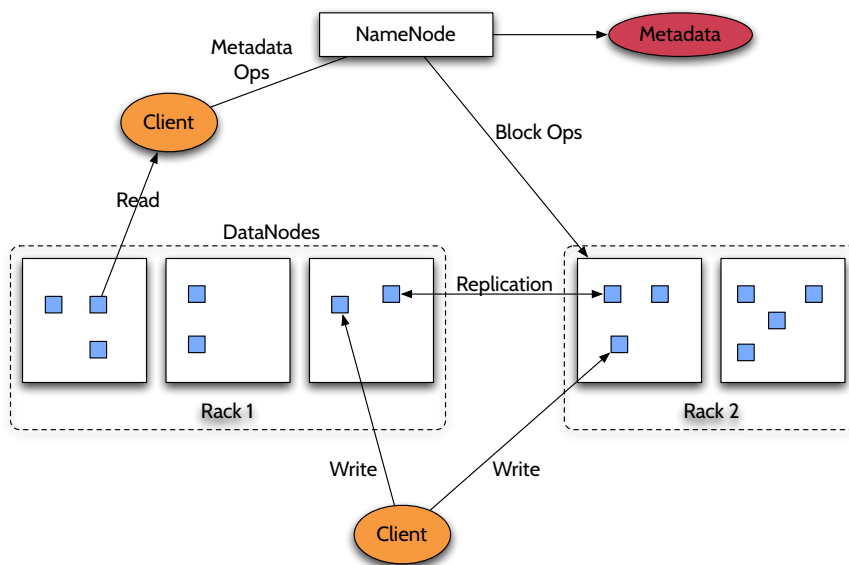 NameNode
Metadata
Metadata
Ops
Client
Block Ops
Read
DataNodes
Replication
Rack 1
Rack 2
Write
Write
Client